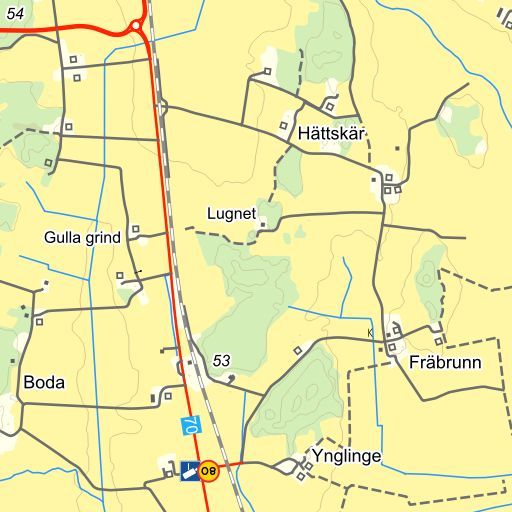 54
Hättskär
Lugnet
Gulla grind
K
53
Fräbrunn
Boda
70
Ynglinge
80